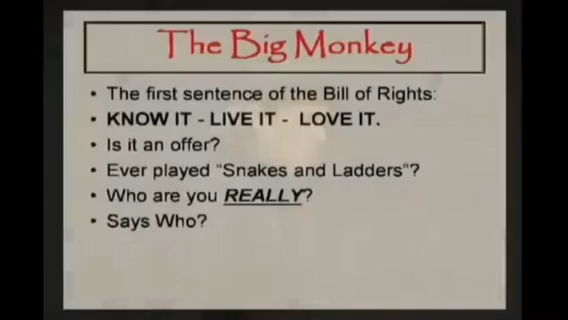 The Big Monkey
• The first sentence of the Bill of Rights:
• KNOW IT - LIVE IT - LOVE IT.
• Is it an offer?
• Ever played “Snakes and Ladders”?
• Who are you REALLY?
• Says Who?